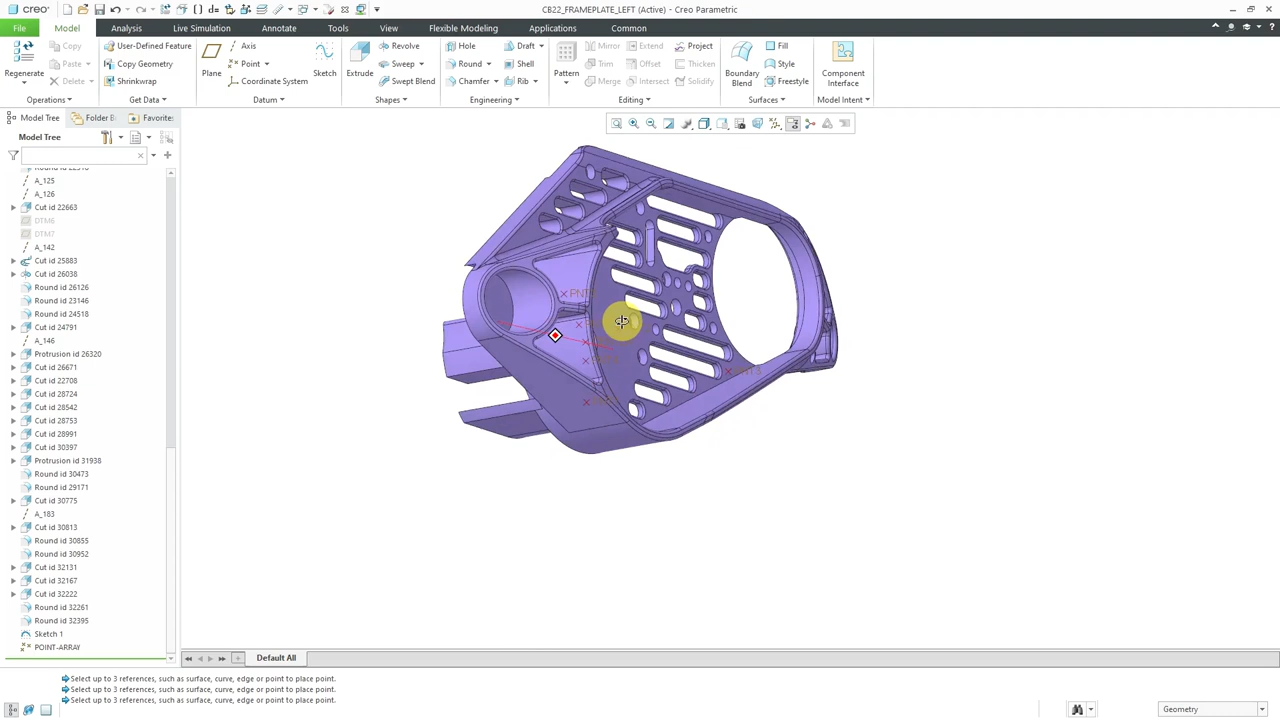 creo
CB22_FRAMEPLATE_LEFT (Active) - Creo Parametric
File Model Analysis Live Simulation Annotate Tools View Flexible Modeling Applications Common
Regenerate
Copy
Paste
Delete
Operations
User-Defined Feature
Copy Geometry
Shrinkwrap
Get Data
Plane
Axis
Point
Coordinate System
Sketch
Datum
Extrude
Revolve
Sweep
Swept Blend
Shapes
Hole
Round
Chamfer
Draft
Shell
Rib
Engineering
Pattern
Mirror
Trim
Merge
Extend
Offset
Intersect
Project
Thicken
Solidify
Editing
Boundary Blend
Fill
Style
Freestyle
Surfaces
Component Interface
Model Intent
Model Tree Folder B Favorite:
Model Tree
A_125
A_126
Cut id 22663
DTM6
DTM7
A_142
Cut id 25883
Cut id 26038
Round id 26126
Round id 23146
Round id 24518
Cut id 24791
A_146
Protrusion id 26320
Cut id 26671
Cut id 22708
Cut id 28724
Cut id 28542
Cut id 28753
Cut id 28991
Cut id 30397
Protrusion id 31938
Round id 30473
Round id 29171
Cut id 30775
A_183
Cut id 30813
Round id 30855
Round id 30952
Cut id 32131
Cut id 32167
Cut id 32222
Round id 32261
Round id 32395
Sketch 1
POINT-ARRAY
Default All
Select up to 3 references, such as surface, curve, edge or point to place point.
Select up to 3 references, such as surface, curve, edge or point to place point.
Select up to 3 references, such as surface, curve, edge or point to place point.
Geometry